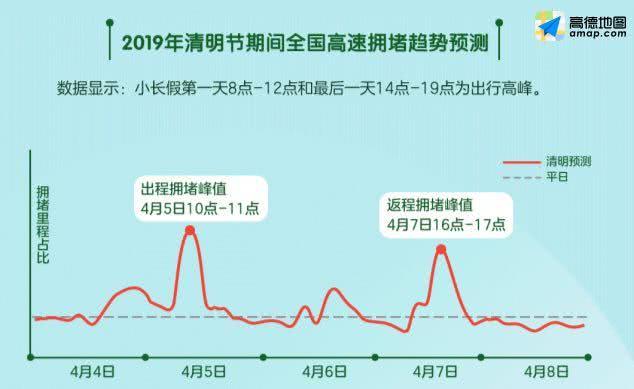 高德地图
amap.com
2019年清明节期间全国高速拥堵趋势预测
数据显示：小长假第一天8点-12点和最后一天14点-19点为出行高峰。
清明预测
平日
拥堵里程占比
出程拥堵峰值
4月5日10点-11点
返程拥堵峰值
4月7日16点-17点
4月4日
4月5日
4月6日
4月7日
4月8日